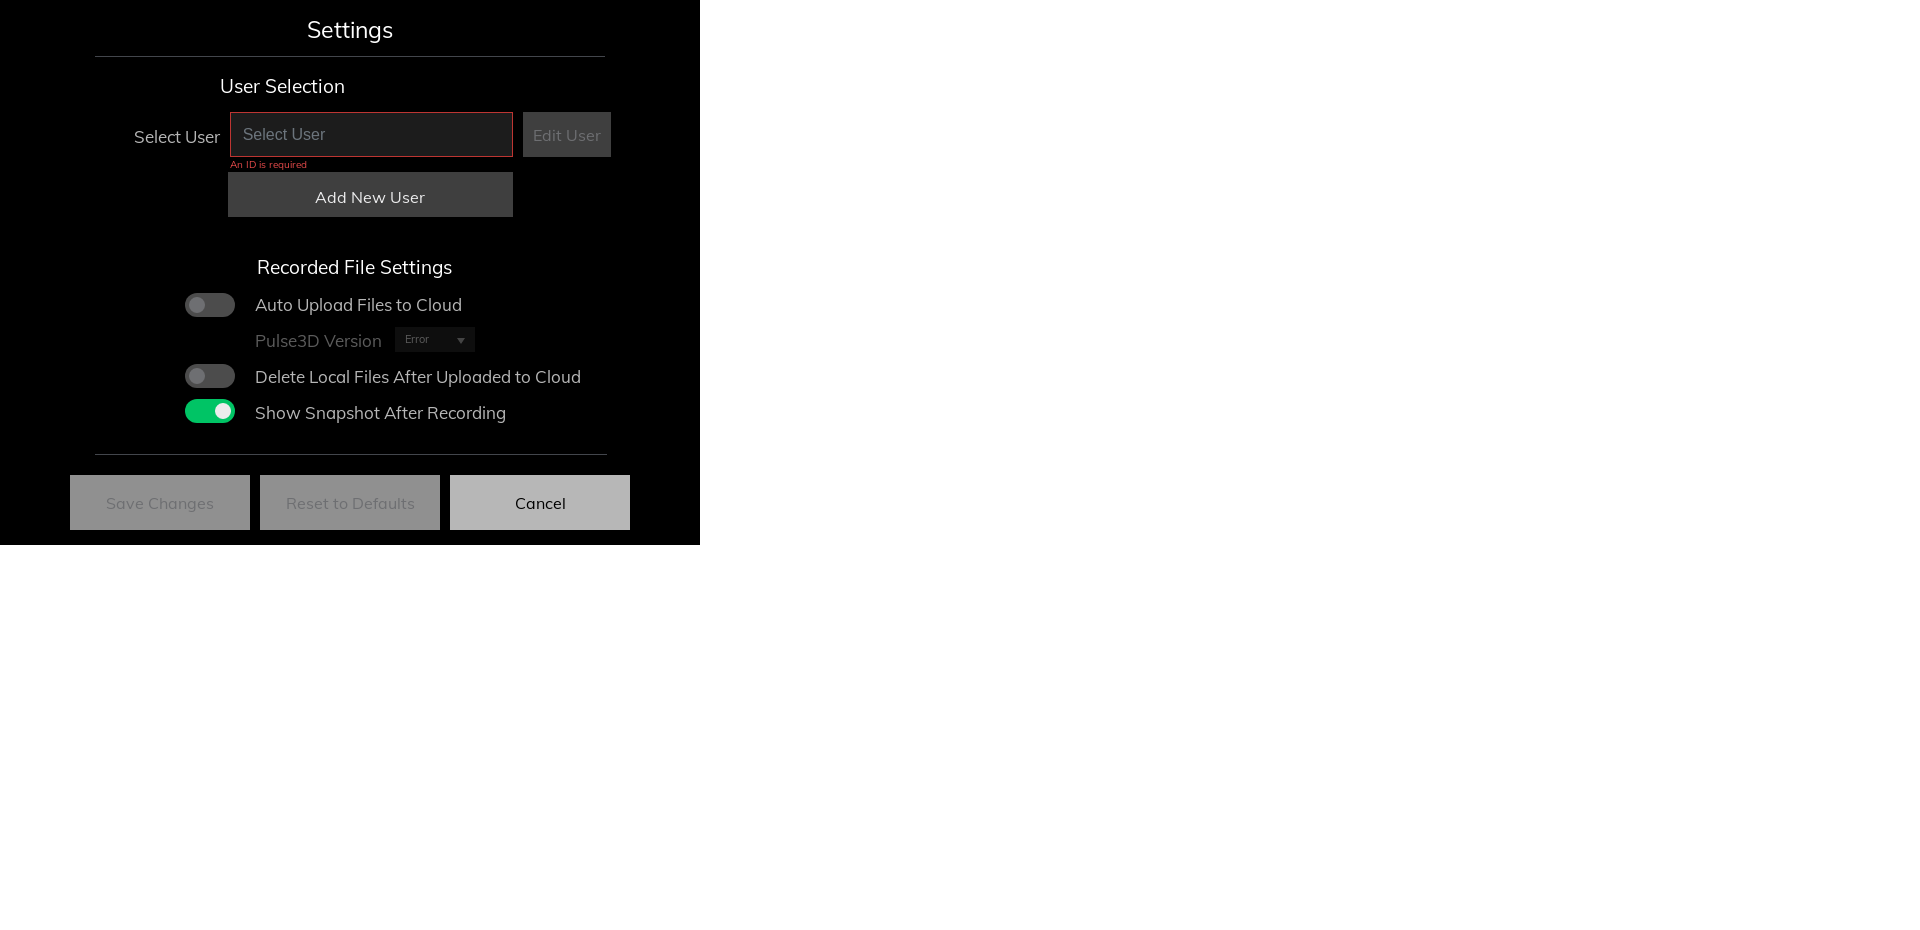 Settings
User Selection
Select User
Select User
Edit User
An ID is required
Add New User
Recorded File Settings
Auto Upload Files to Cloud
Pulse3D Version
Error
Delete Local Files After Uploaded to Cloud
Show Snapshot After Recording
Save Changes
Reset to Defaults
Cancel